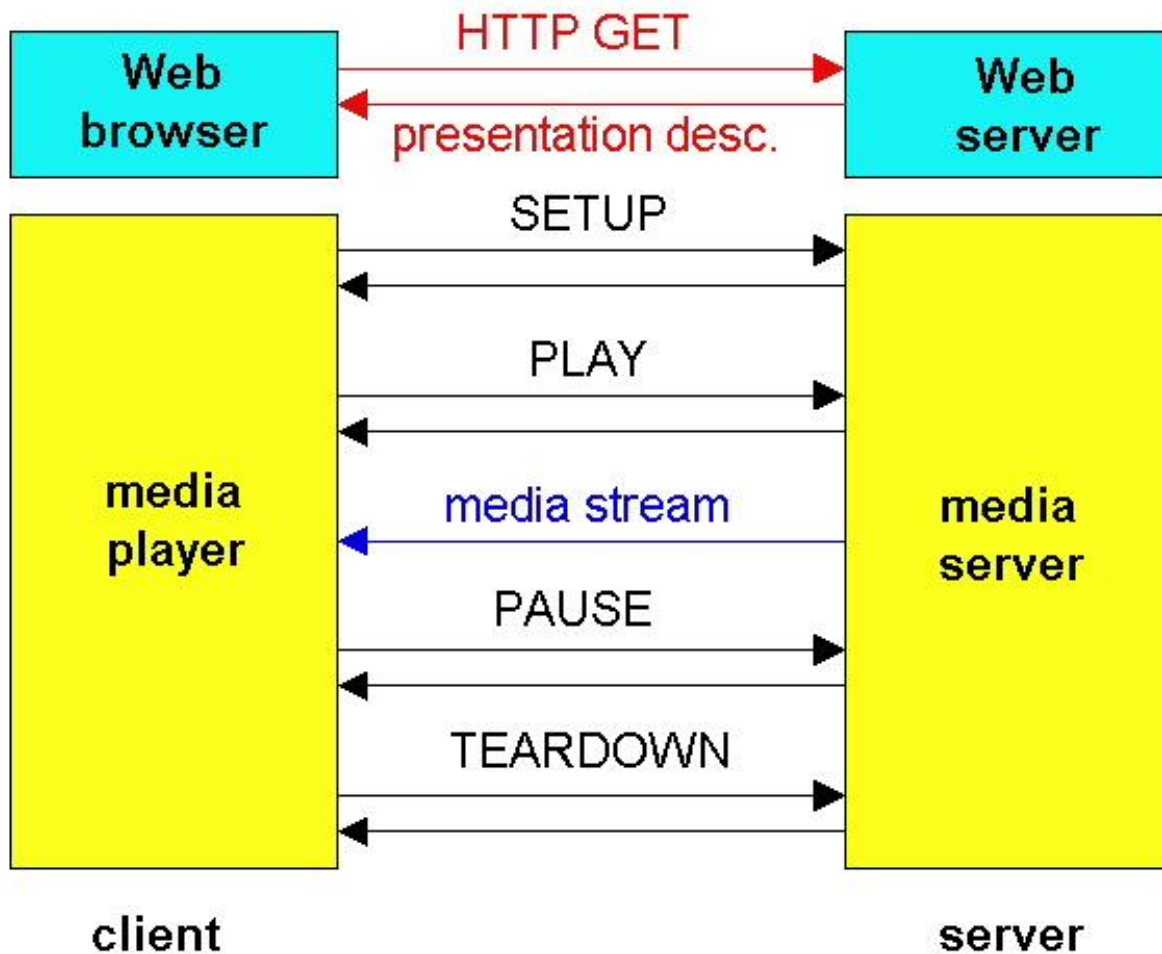 HTTP GET
Web
browser
Web
server
presentation desc.
SETUP
PLAY
media
player
media stream
media
server
PAUSE
TEARDOWN
client
server